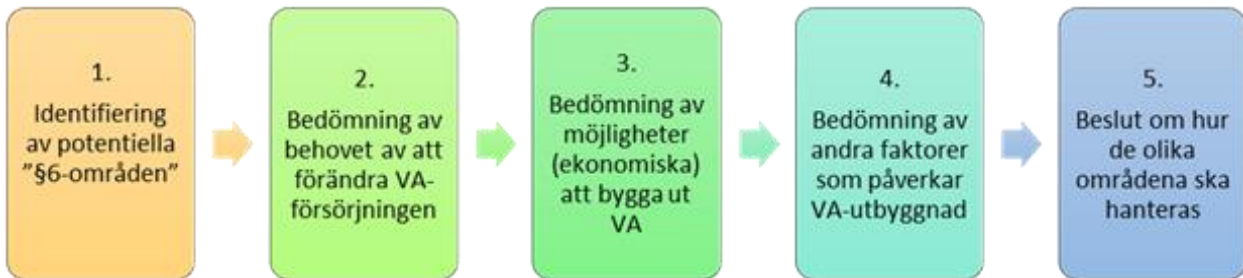 1.
Identifiering
av potentiella
"§6-områden"
2.
Bedömning av
behovet av att
förändra VA-
försörjningen
3.
Bedömning av
möjligheter
(ekonomiska)
att bygga ut
VA
4.
Bedömning av
andra faktorer
som påverkar
VA-utbyggnad
5.
Beslut om hur
de olika
områdena ska
hanteras